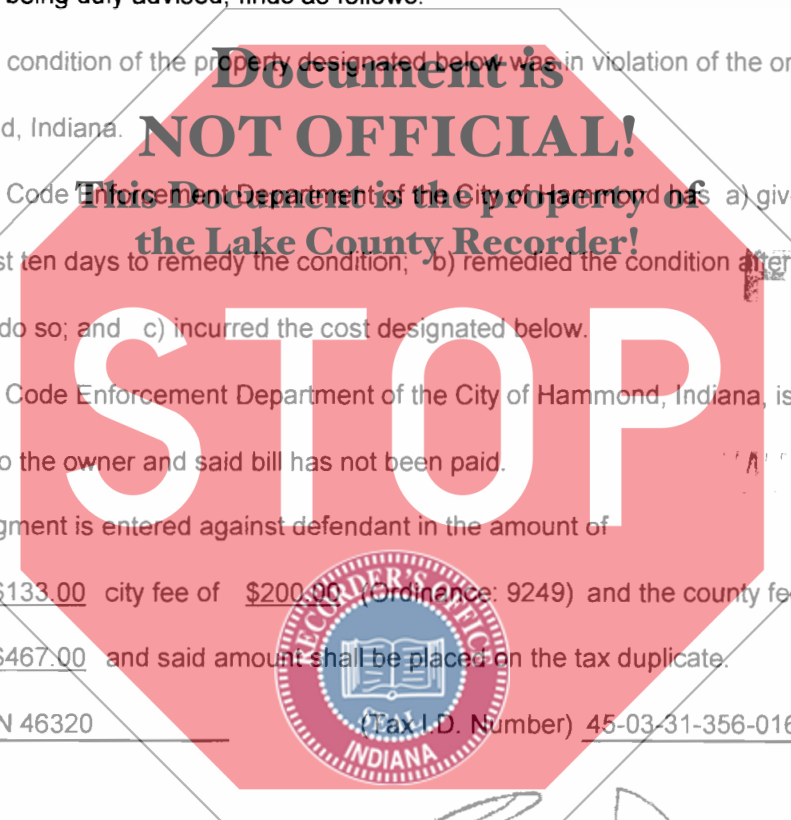 being duly advised, finds as follows:
condition of the property designated below was in violation of the or
Document is
d, Indiana.
NOT OFFICIAL!
Code Enforcement Department of the City of Hammond has a) giv
This Document is the property of
the Lake County Recorder!
st ten days to remedy the condition; b) remedied the condition after
do so; and c) incurred the cost designated below.
STOP
Code Enforcement Department of the City of Hammond, Indiana, is
o the owner and said bill has not been paid.
gment is entered against defendant in the amount of
$133.00 city fee of $200.00 (Ordinance: 9249) and the county fe
RECORDER'S OFFICE
$467.00 and said amount shall be placed on the tax duplicate.
SEAL
N 46320 (Tax I.D. Number) 45-03-31-356-016
INDIANA